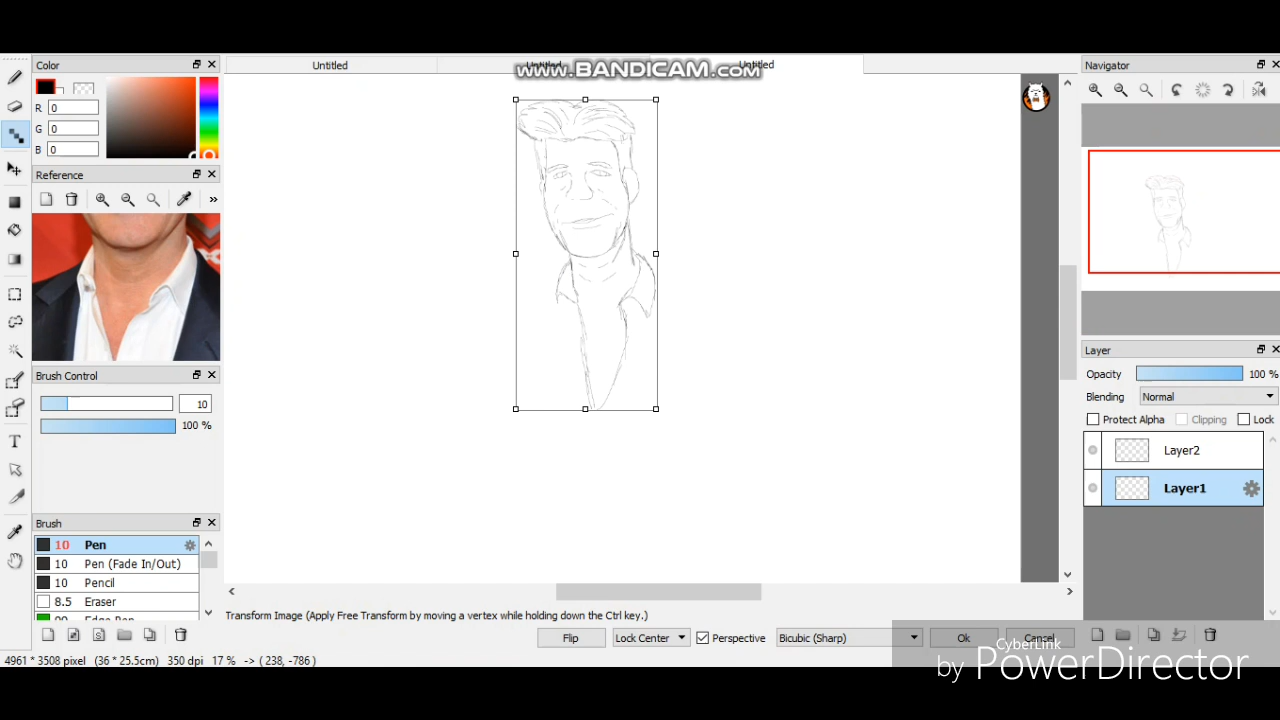 Color
Untitled
Untitled
Untitled
www.BANDICAM.com
Navigator
R 0
G 0
B 0
Reference
»
Brush Control
10
100 %
Brush
10 Pen
10 Pen (Fade In/Out)
10 Pencil
8.5 Eraser
Layer
Opacity 100 %
Blending Normal
Protect Alpha Clipping Lock
Layer2
Layer1
T
Transform Image (Apply Free Transform by moving a vertex while holding down the Ctrl key.)
Flip Lock Center Perspective Bicubic (Sharp) Ok Cancel
4961 * 3508 pixel (36 * 25.5cm) 350 dpi 17 % -> ( 238, -786 )
CyberLink
by PowerDirector